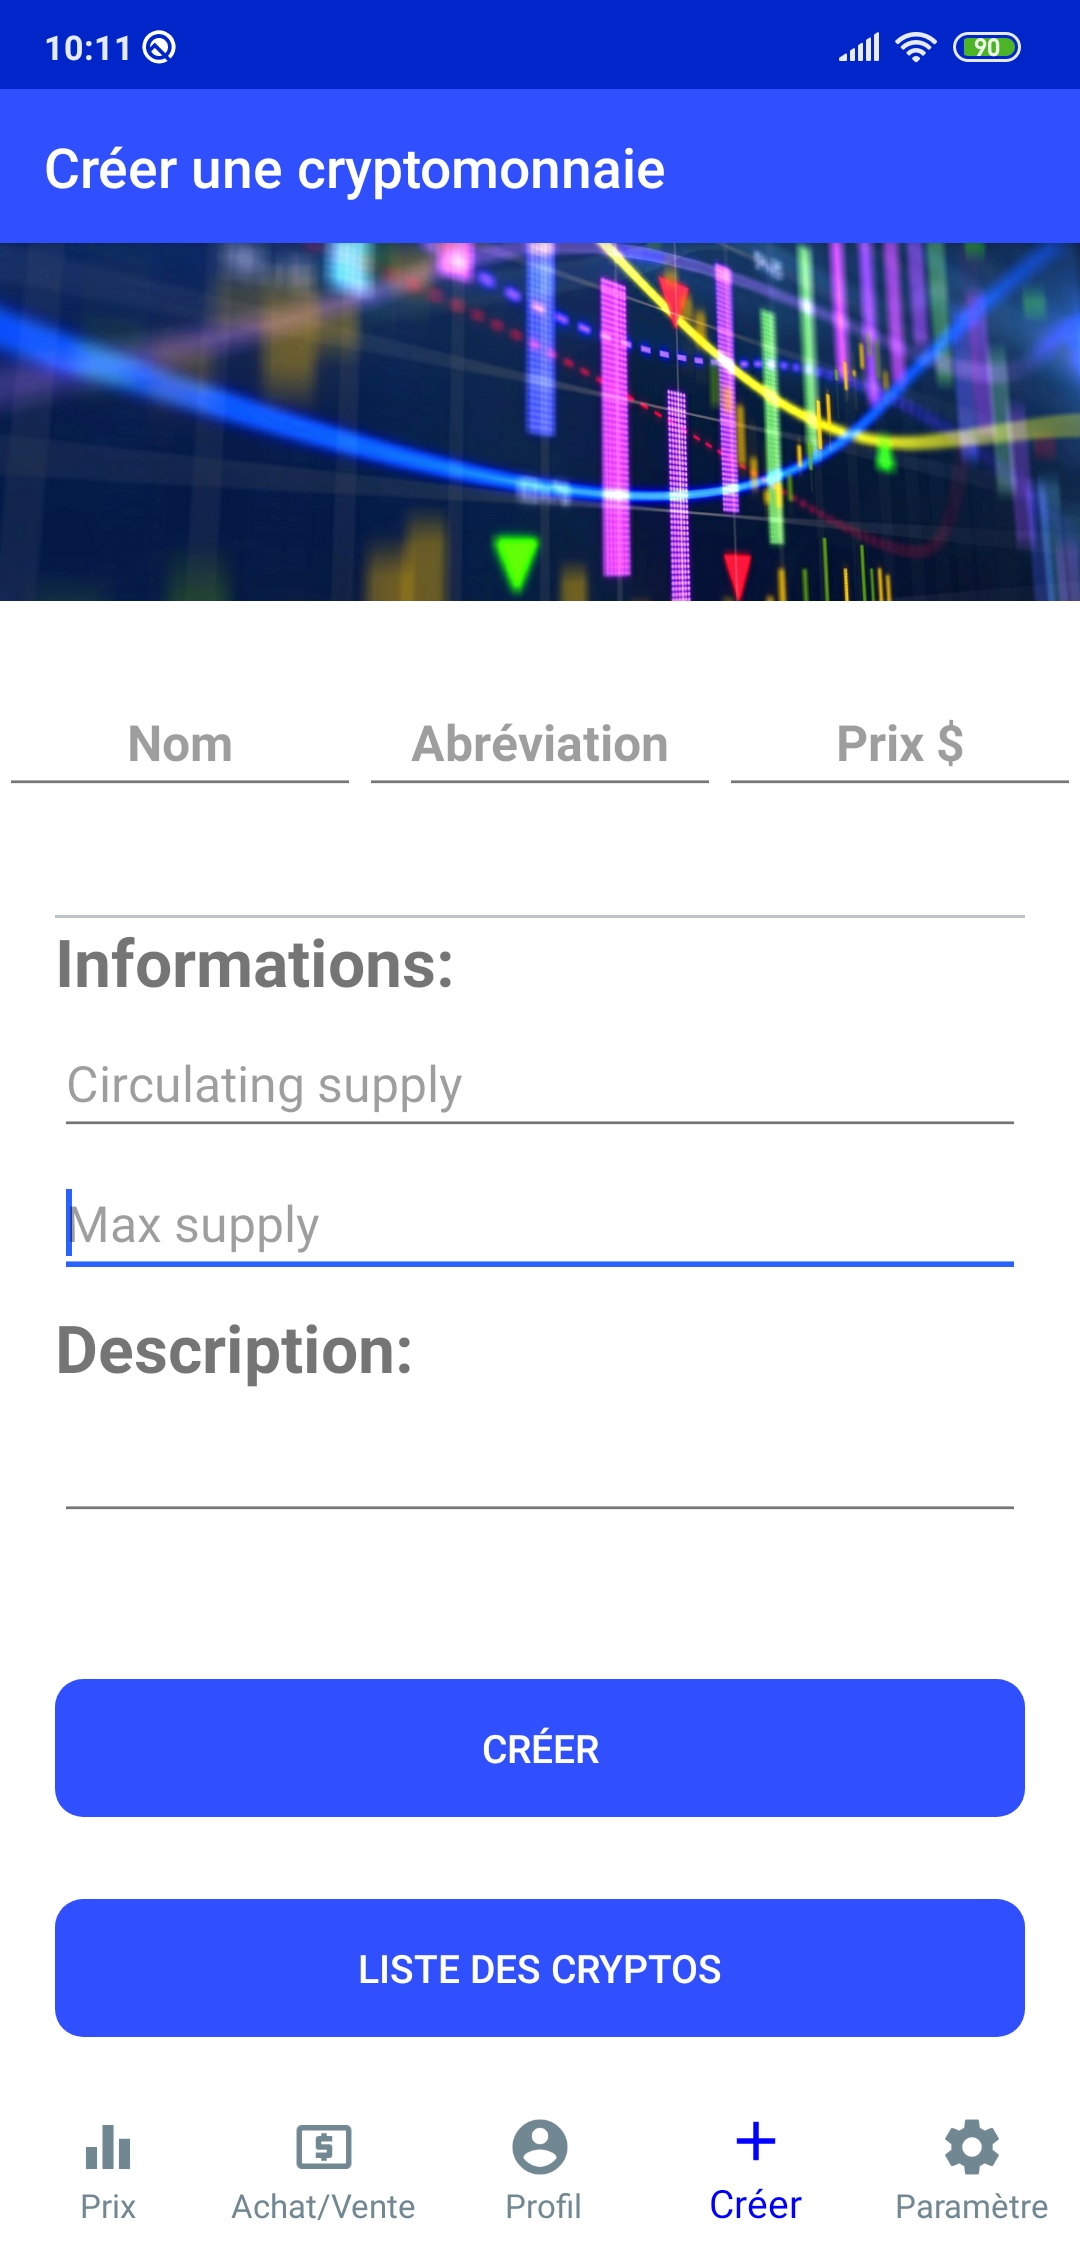 10:11
90
Créer une cryptomonnaie
Nom Abréviation Prix $
Informations:
Circulating supply
Max supply
Description:
CRÉER
LISTE DES CRYPTOS
Prix Achat/Vente Profil Créer Paramètre